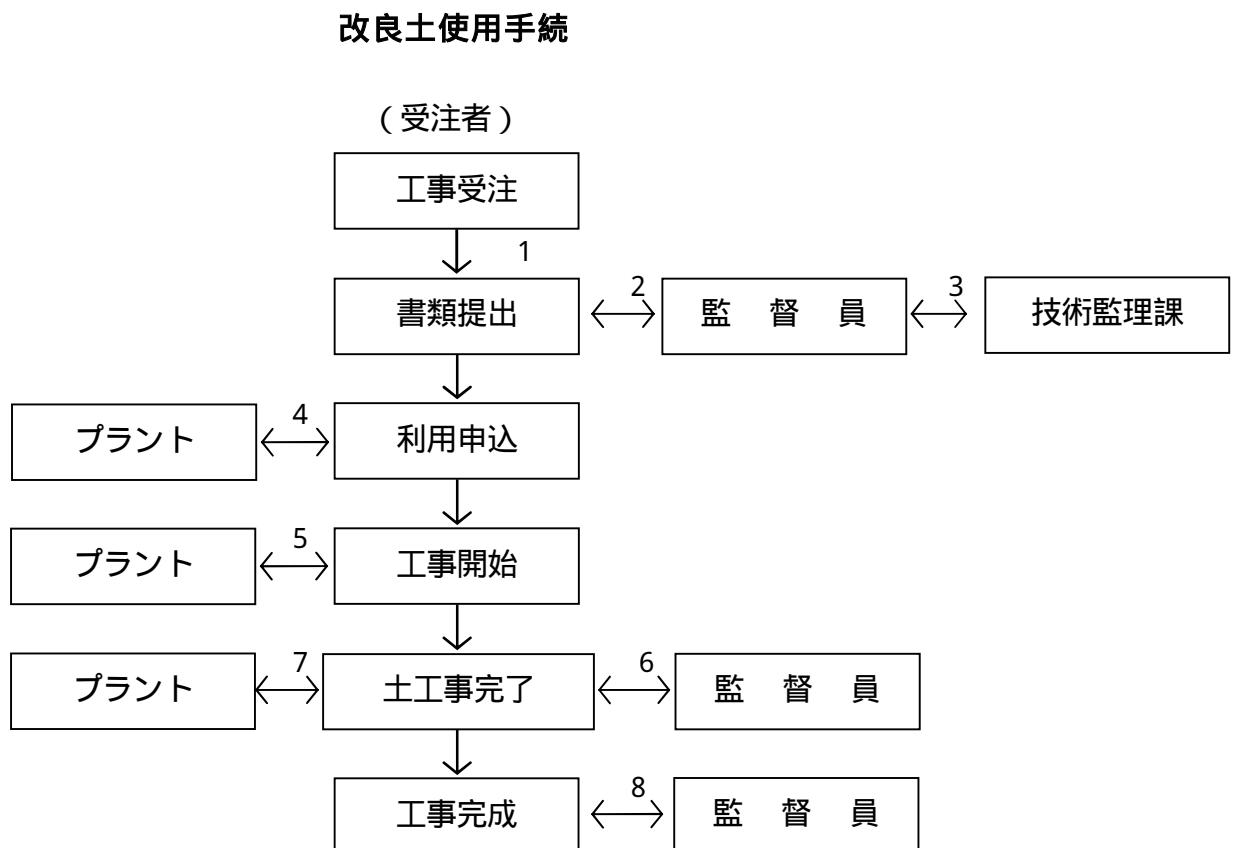 改良土使用手続
(受注者)
工事受注
1
書類提出
2
監　督　員
3
技術監理課
プラント
4
利用申込
プラント
5
工事開始
プラント
7
土工事完了
6
監　督　員
工事完成
8
監　督　員